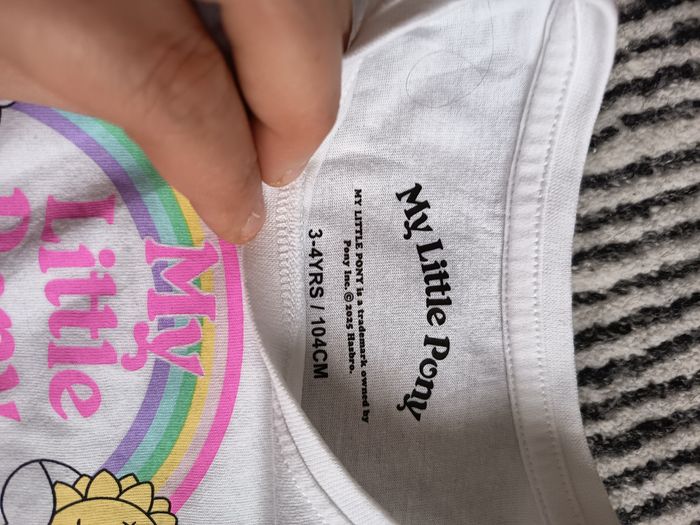 My Little Pony
MY LITTLE PONY is a trademark owned by
Pony Inc. © 2025 Hasbro.
3-4YRS / 104CM
My
Little
Pony